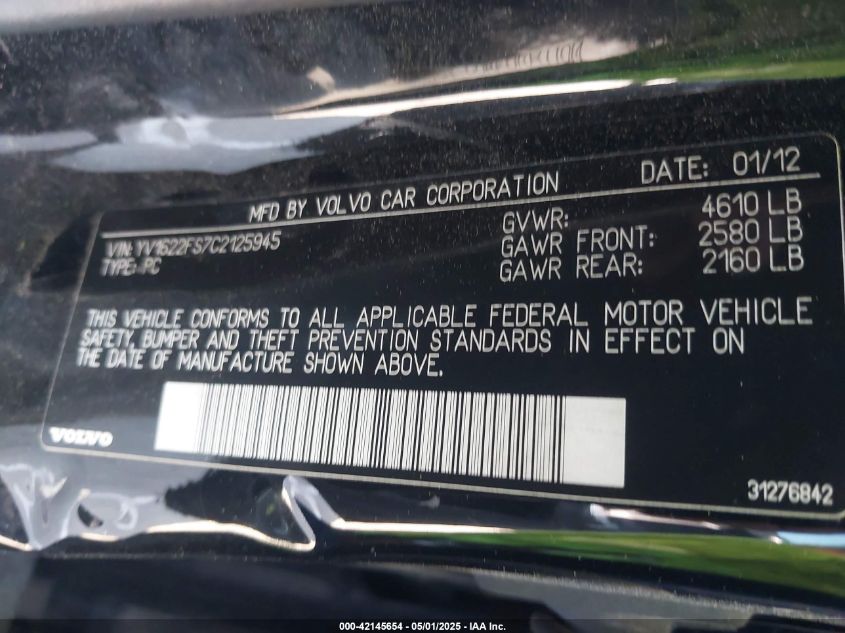 MFD BY VOLVO CAR CORPORATION DATE: 01/12
VIN: YV1622FS7C2125945 GVWR: 4610 LB
TYPE: PC GAWR FRONT: 2580 LB
GAWR REAR: 2160 LB
THIS VEHICLE CONFORMS TO ALL APPLICABLE FEDERAL MOTOR VEHICLE
SAFETY, BUMPER AND THEFT PREVENTION STANDARDS IN EFFECT ON
THE DATE OF MANUFACTURE SHOWN ABOVE.
VOLVO
31276842
000-42145654 - 05/01/2025 - IAA Inc.